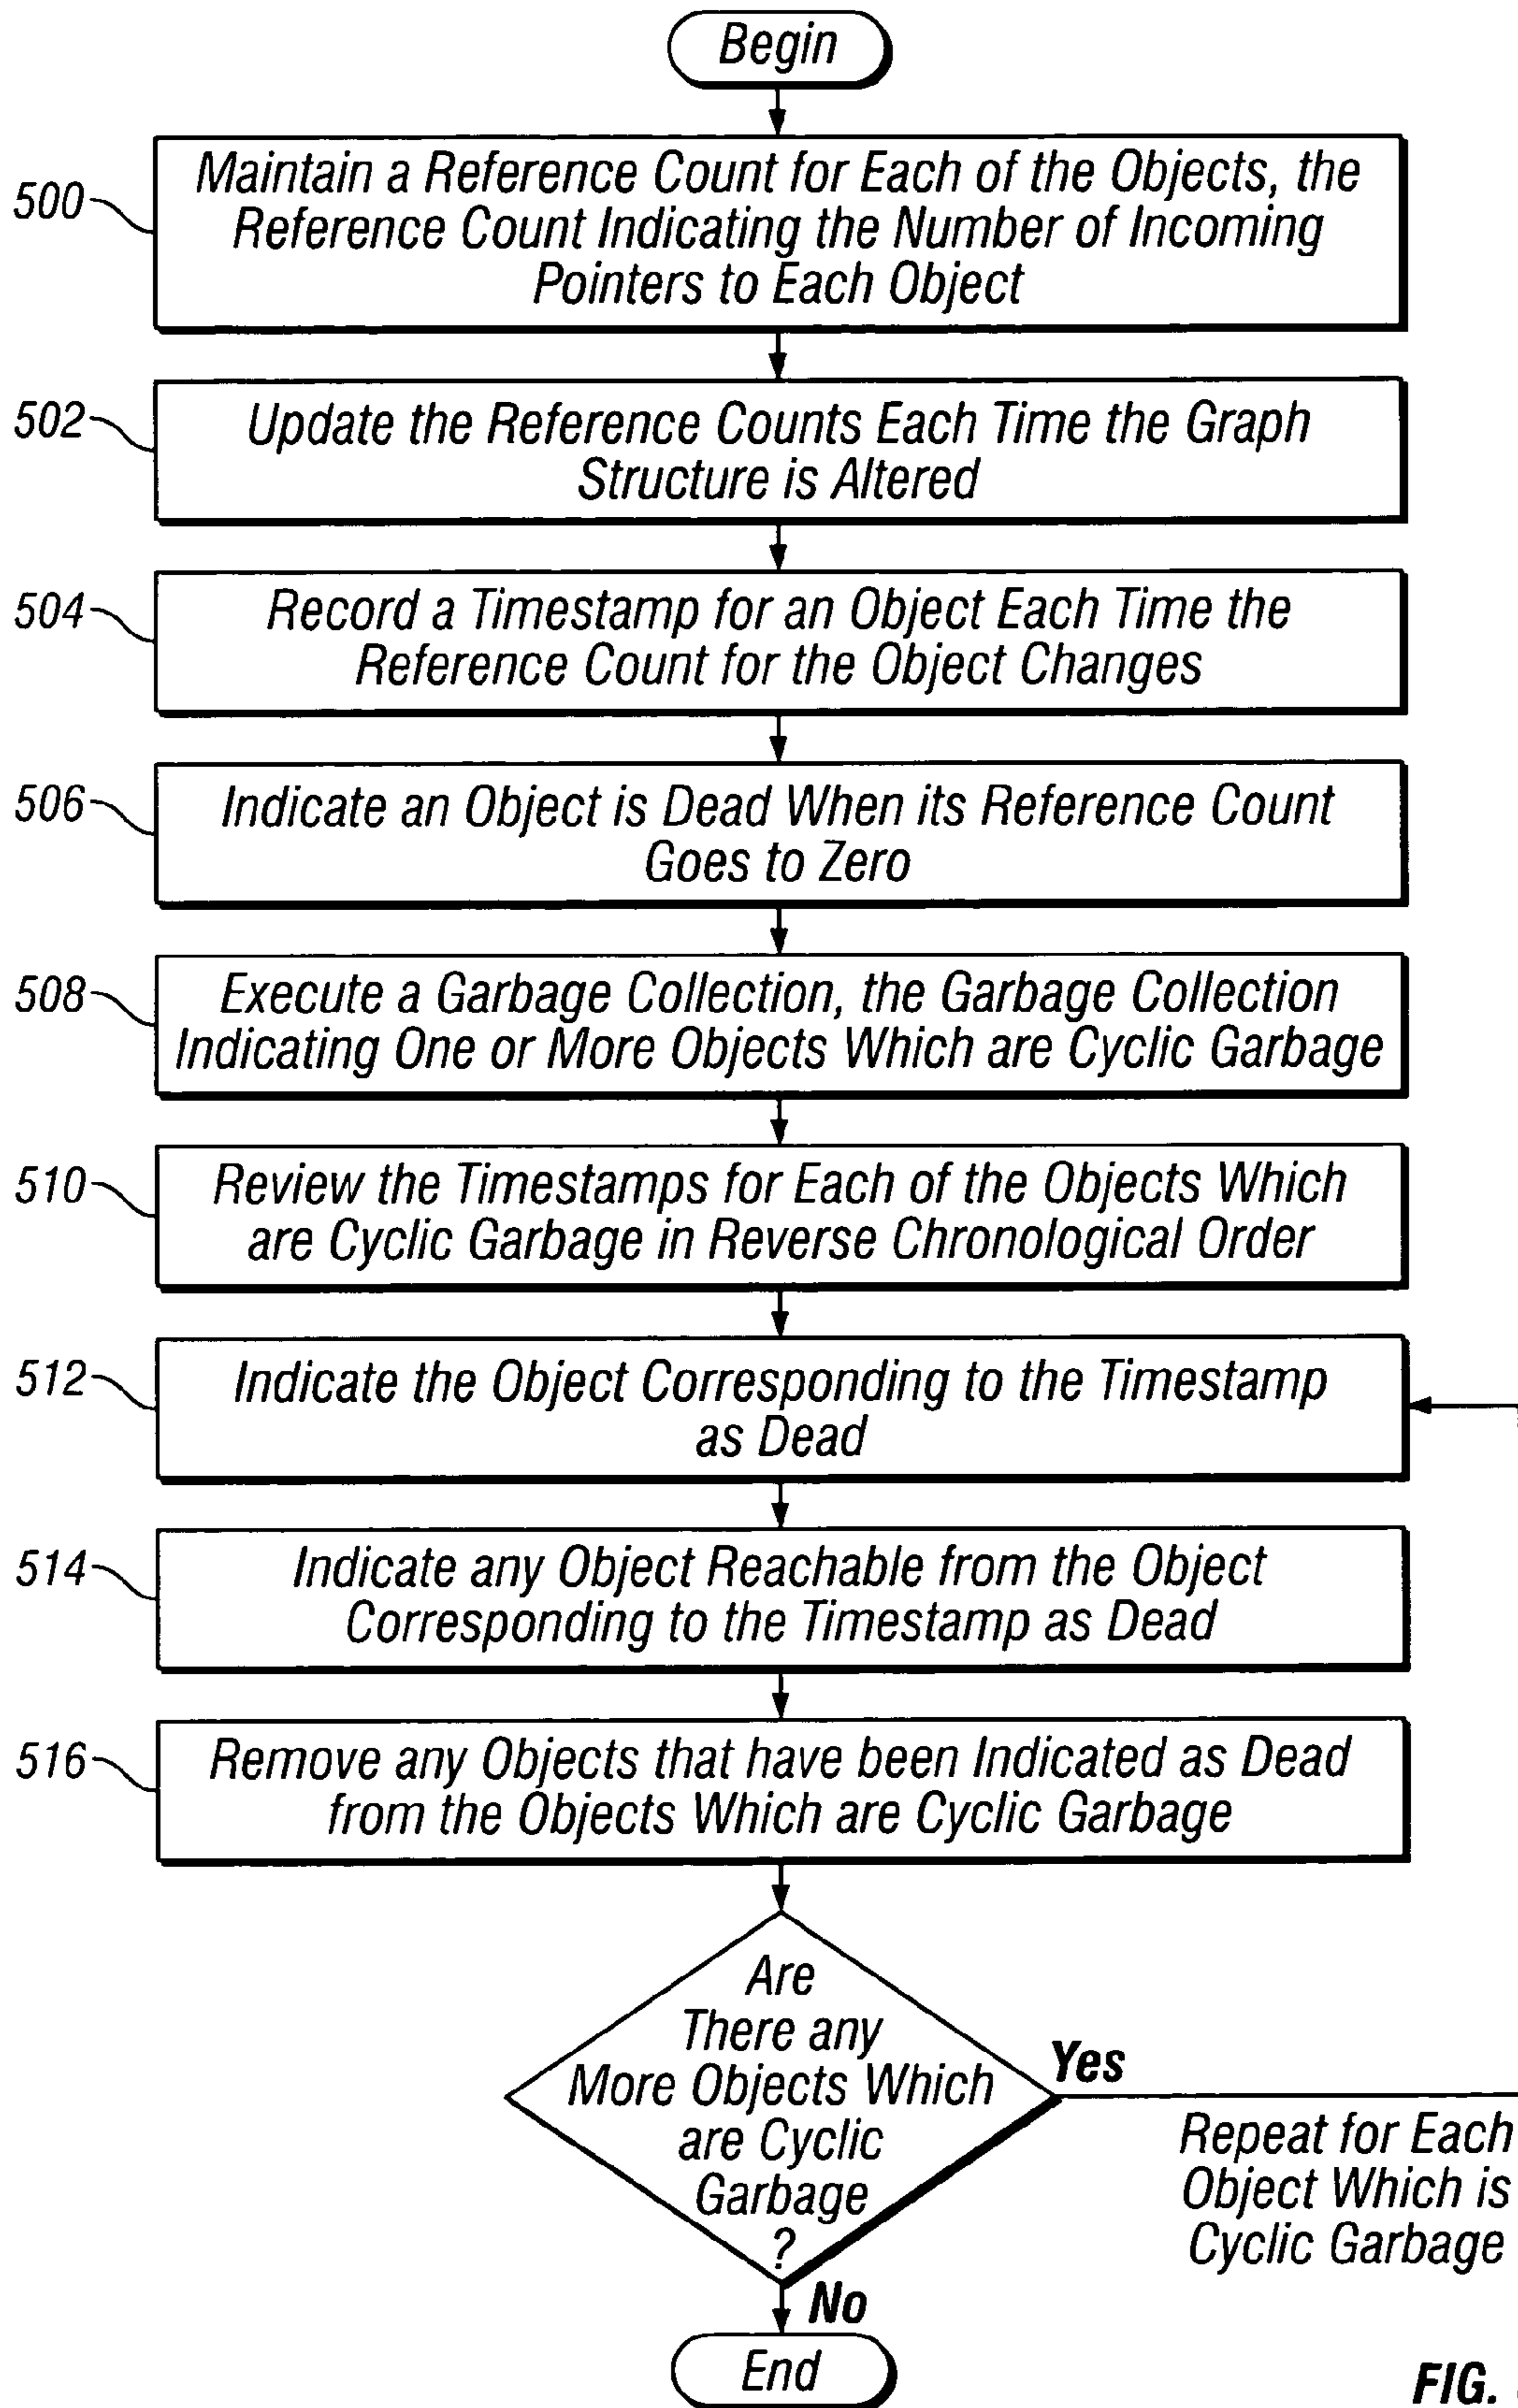 Begin
500
Maintain a Reference Count for Each of the Objects, the
Reference Count Indicating the Number of Incoming
Pointers to Each Object
502
Update the Reference Counts Each Time the Graph
Structure is Altered
504
Record a Timestamp for an Object Each Time the
Reference Count for the Object Changes
506
Indicate an Object is Dead When its Reference Count
Goes to Zero
508
Execute a Garbage Collection, the Garbage Collection
Indicating One or More Objects Which are Cyclic Garbage
510
Review the Timestamps for Each of the Objects Which
are Cyclic Garbage in Reverse Chronological Order
512
Indicate the Object Corresponding to the Timestamp
as Dead
514
Indicate any Object Reachable from the Object
Corresponding to the Timestamp as Dead
516
Remove any Objects that have been Indicated as Dead
from the Objects Which are Cyclic Garbage
Are
There any
More Objects Which
are Cyclic
Garbage
?
Yes
Repeat for Each
Object Which is
Cyclic Garbage
No
End
FIG.